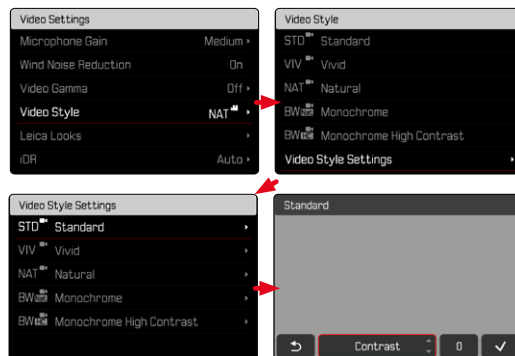 Video Settings
Microphone Gain Medium
Wind Noise Reduction On
Video Gamma Off
Video Style NAT
Leica Looks
iDR Auto
Video Style
STD Standard
VIV Vivid
NAT Natural
BW Monochrome
BW Monochrome High Contrast
Video Style Settings
Video Style Settings
STD Standard
VIV Vivid
NAT Natural
BW Monochrome
BW Monochrome High Contrast
Standard
Contrast 0